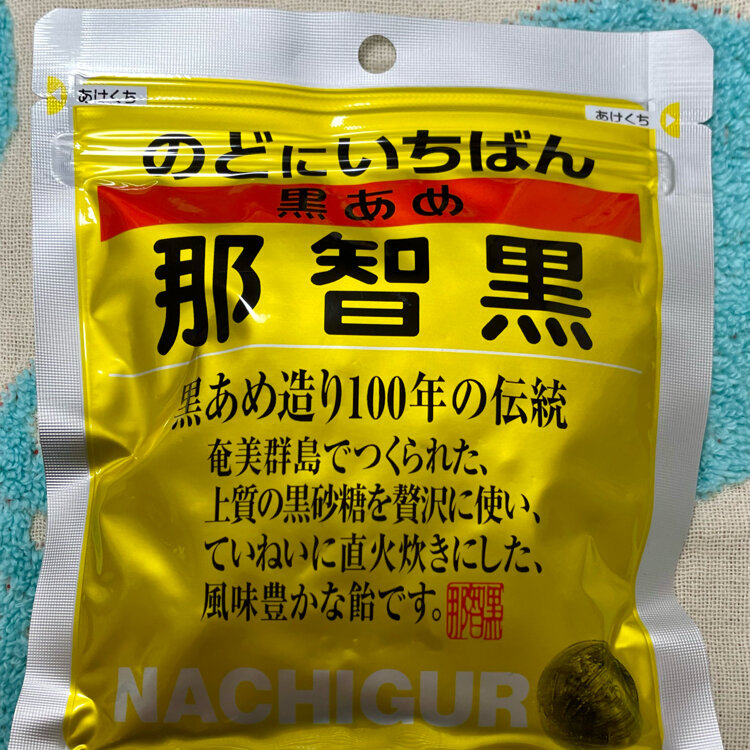 あけくち
あけくち
のどにいちばん
黒あめ
那智黒
黒あめ造り100年の伝統
奄美群島でつくられた、
上質の黒砂糖を贅沢に使い、
ていねいに直火炊きにした、
風味豊かな飴です。
那智黒
NACHIGUR